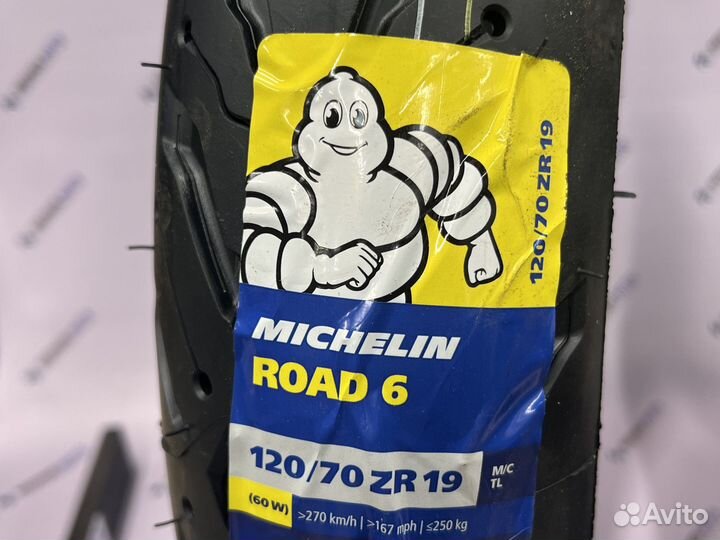 120/70 ZR 19
MICHELIN
ROAD 6
120/70 ZR 19
M/C
TL
(60 W)
>270 km/h | >167 mph | ≤250 kg
Avito